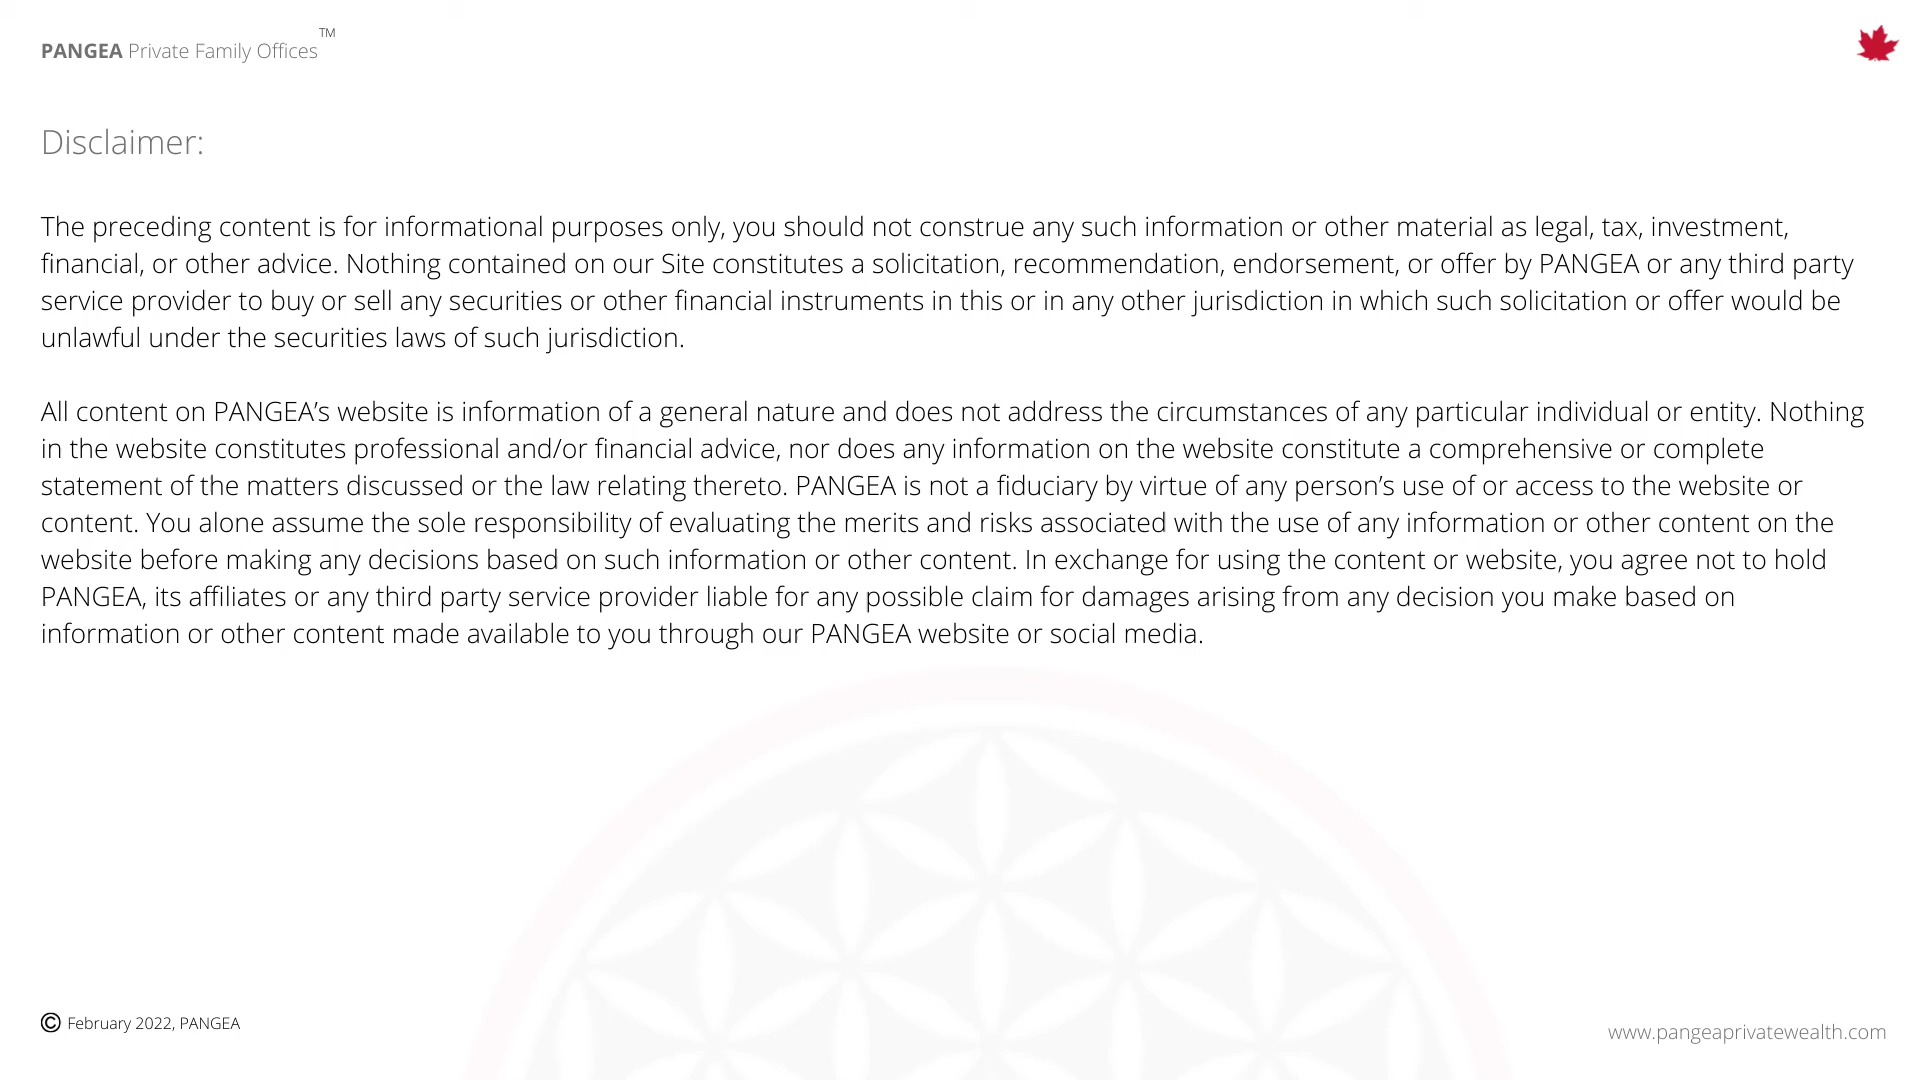 PANGEA Private Family Offices™
Disclaimer:
The preceding content is for informational purposes only, you should not construe any such information or other material as legal, tax, investment,
financial, or other advice. Nothing contained on our Site constitutes a solicitation, recommendation, endorsement, or offer by PANGEA or any third party
service provider to buy or sell any securities or other financial instruments in this or in any other jurisdiction in which such solicitation or offer would be
unlawful under the securities laws of such jurisdiction.
All content on PANGEA’s website is information of a general nature and does not address the circumstances of any particular individual or entity. Nothing
in the website constitutes professional and/or financial advice, nor does any information on the website constitute a comprehensive or complete
statement of the matters discussed or the law relating thereto. PANGEA is not a fiduciary by virtue of any person’s use of or access to the website or
content. You alone assume the sole responsibility of evaluating the merits and risks associated with the use of any information or other content on the
website before making any decisions based on such information or other content. In exchange for using the content or website, you agree not to hold
PANGEA, its affiliates or any third party service provider liable for any possible claim for damages arising from any decision you make based on
information or other content made available to you through our PANGEA website or social media.
© February 2022, PANGEA
www.pangeaprivatewealth.com